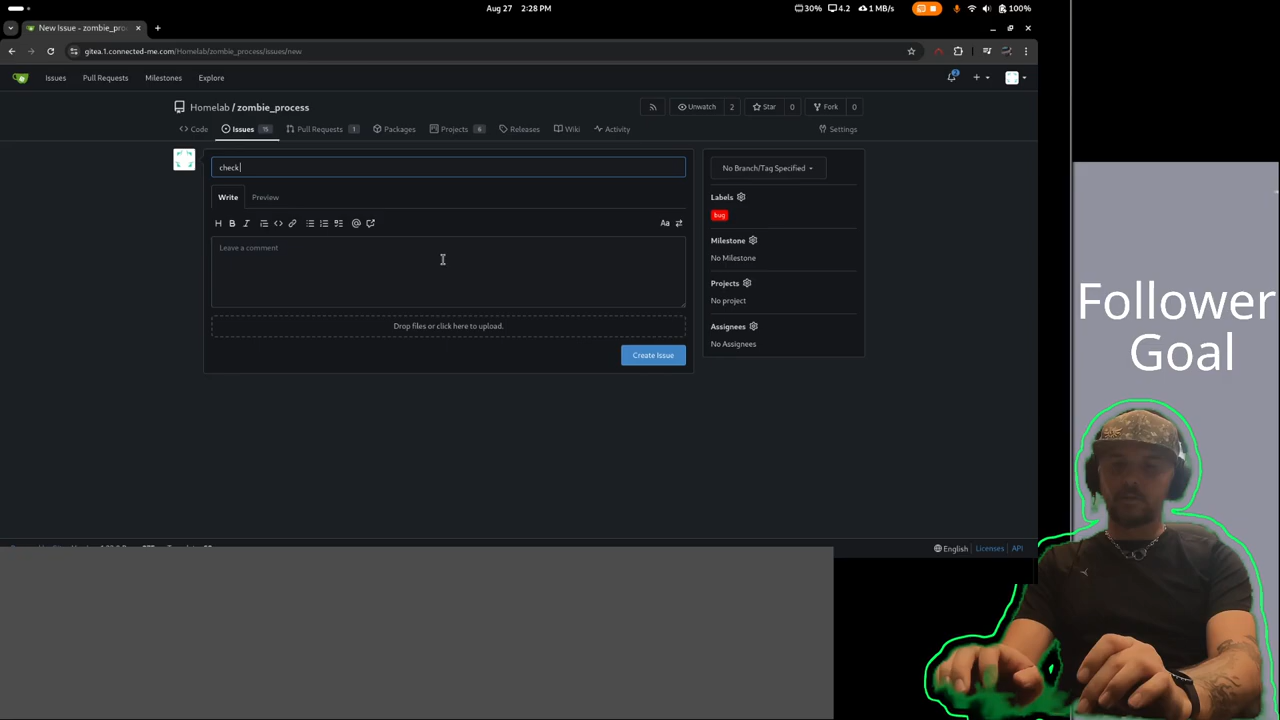 Aug 27 2:28 PM
30% 4.2 1 MB/s 100%
New Issue - zombie_pro
gitea.1.connected-me.com/Homelab/zombie_process/issues/new
Issues Pull Requests Milestones Explore
2
Homelab / zombie_process
Unwatch 2 Star 0 Fork 0
Code Issues 15 Pull Requests 1 Packages Projects 6 Releases Wiki Activity Settings
check
No Branch/Tag Specified
Write Preview
Labels
bug
H B I Aa
Leave a comment
Milestone
No Milestone
Projects
No project
Drop files or click here to upload.
Assignees
No Assignees
Create Issue
English Licenses API
Follower
Goal